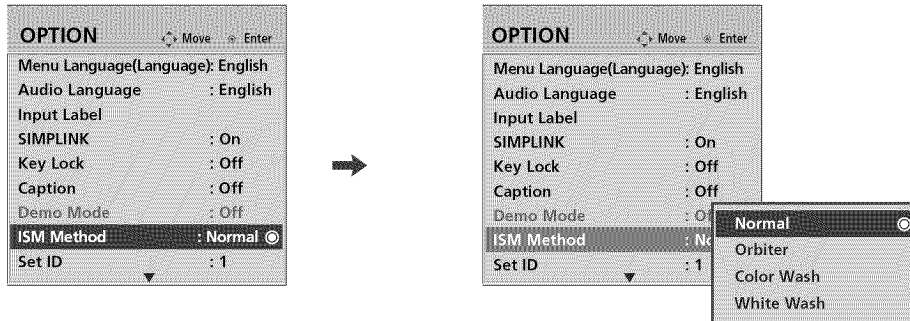 OPTION Move Enter
Menu Language(Language): English
Audio Language : English
Input Label
SIMPLINK : On
Key Lock : Off
Caption : Off
Demo Mode : Off
ISM Method : Normal
Set ID : 1
OPTION Move Enter
Menu Language(Language): English
Audio Language : English
Input Label
SIMPLINK : On
Key Lock : Off
Caption : Off
Demo Mode : Of
ISM Method : No
Set ID : 1
Normal
Orbiter
Color Wash
White Wash